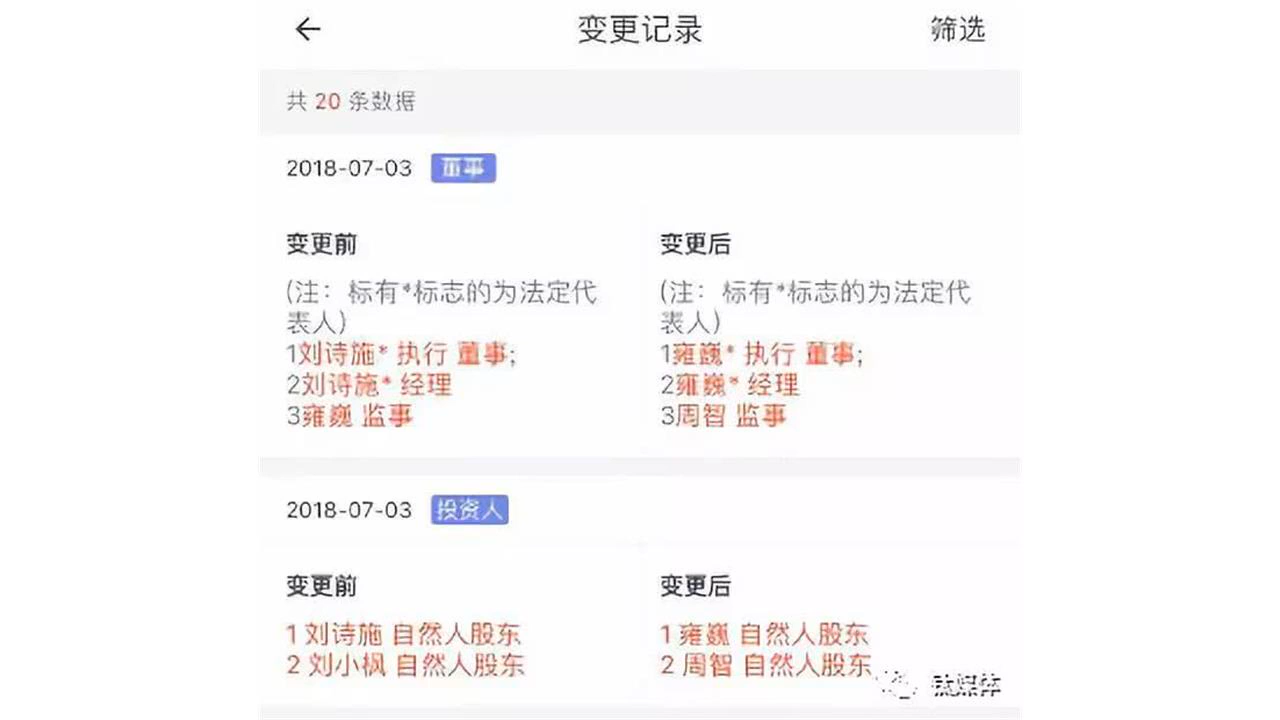 变更记录
筛选
共 20 条数据
2018-07-03 董事
变更前
(注：标有*标志的为法定代
表人)
1刘诗施* 执行 董事;
2刘诗施* 经理
3雍巍 监事
变更后
(注：标有*标志的为法定代
表人)
1雍巍* 执行 董事;
2雍巍* 经理
3周智 监事
2018-07-03 投资人
变更前
1 刘诗施 自然人股东
2 刘小枫 自然人股东
变更后
1 雍巍 自然人股东
2 周智 自然人股东
钛媒体